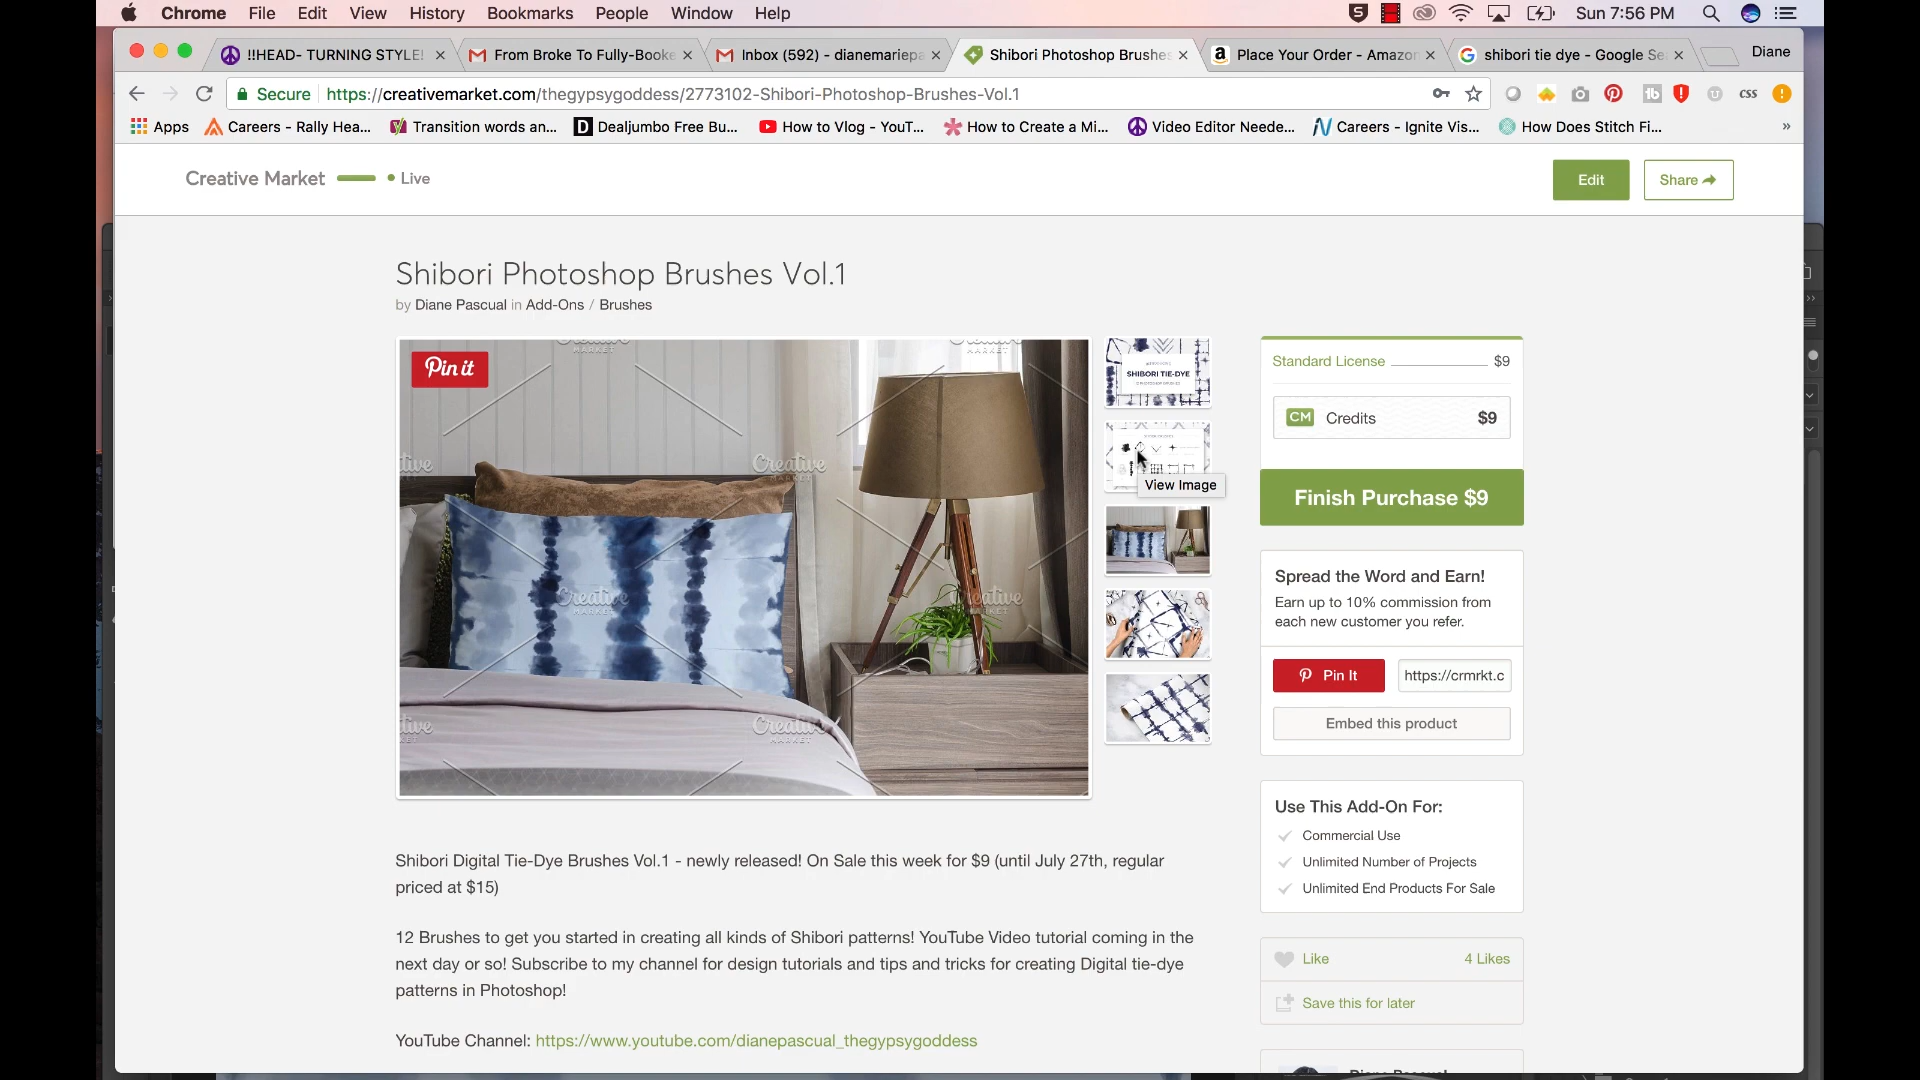 Chrome File Edit View History Bookmarks People Window Help Sun 7:56 PM
!!HEAD- TURNING STYLE! From Broke To Fully-Booke Inbox (592) - dianemariepa Shibori Photoshop Brushes Place Your Order - Amazon shibori tie dye - Google Se Diane
Secure https://creativemarket.com/thegypsygoddess/2773102-Shibori-Photoshop-Brushes-Vol.1
Apps Careers - Rally Hea... Transition words an... Dealjumbo Free Bu... How to Vlog - YouT... How to Create a Mi... Video Editor Neede... Careers - Ignite Vis... How Does Stitch Fi... »
Creative Market Live
Edit
Share
Shibori Photoshop Brushes Vol.1
by Diane Pascual in Add-Ons / Brushes
Pin it
SHIBORI TIE-DYE
View Image
Creative MARKET
Standard License $9
CM Credits $9
Finish Purchase $9
Spread the Word and Earn!
Earn up to 10% commission from
each new customer you refer.
Pin It
https://crmrkt.c
Embed this product
Use This Add-On For:
Commercial Use
Unlimited Number of Projects
Unlimited End Products For Sale
Like 4 Likes
Save this for later
Shibori Digital Tie-Dye Brushes Vol.1 - newly released! On Sale this week for $9 (until July 27th, regular
priced at $15)
12 Brushes to get you started in creating all kinds of Shibori patterns! YouTube Video tutorial coming in the
next day or so! Subscribe to my channel for design tutorials and tips and tricks for creating Digital tie-dye
patterns in Photoshop!
YouTube Channel: https://www.youtube.com/dianepascual_thegypsygoddess